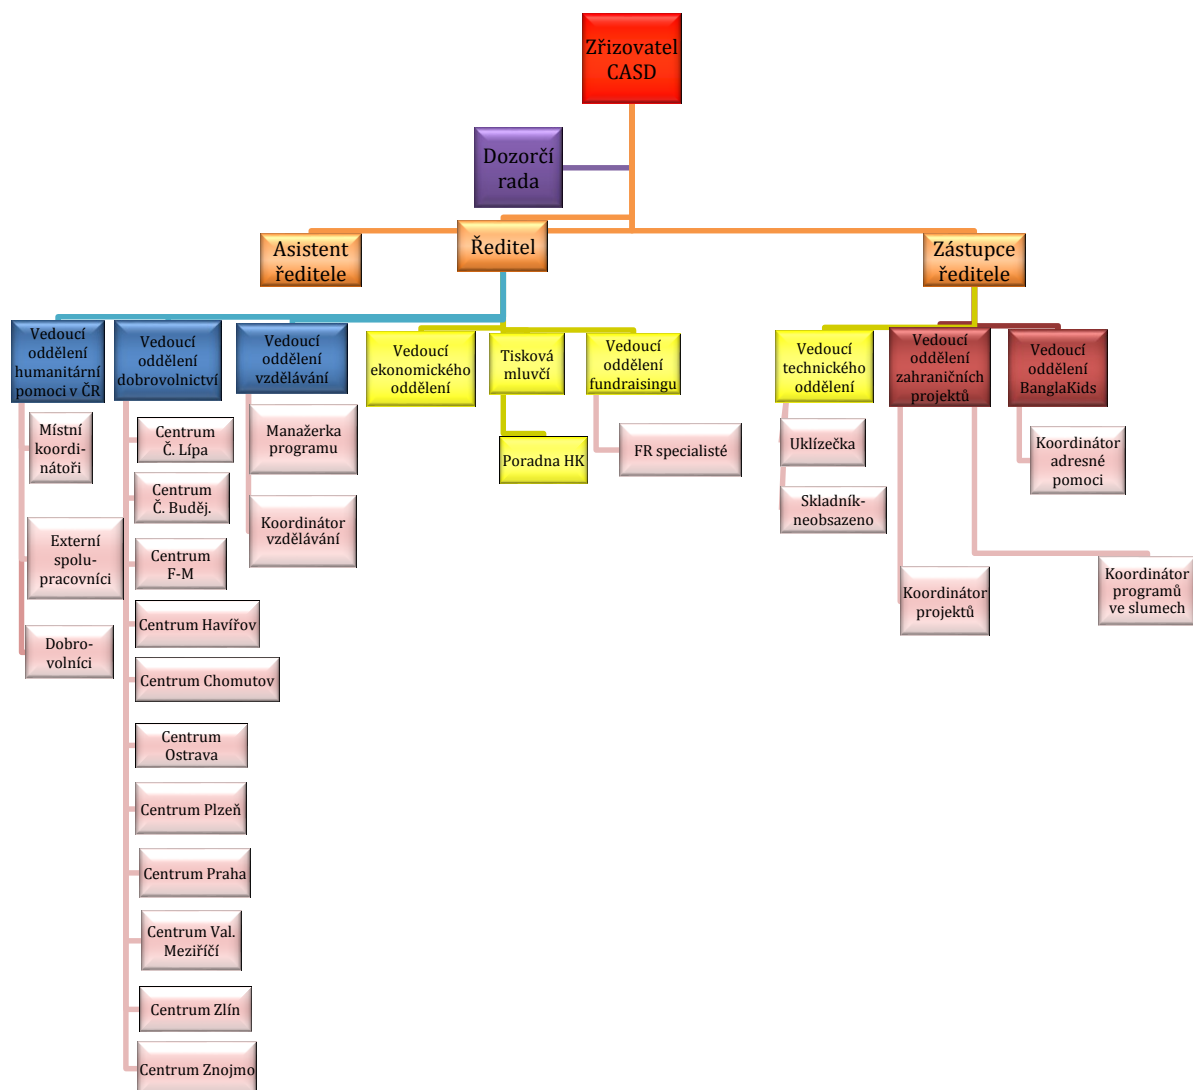 Zřizovatel
CASD
Dozorčí
rada
Asistent
ředitele
Ředitel
Zástupce
ředitele
Vedoucí
oddělení
humanitární
pomoci v ČR
Vedoucí
oddělení
dobrovolnictví
Vedoucí
oddělení
vzdělávání
Vedoucí
ekonomického
oddělení
Tisková
mluvčí
Vedoucí
oddělení
fundraisingu
Vedoucí
technického
oddělení
Vedoucí
oddělení
zahraničních
projektů
Vedoucí
oddělení
BanglaKids
Místní
koordi-
nátoři
Externí
spolu-
pracovníci
Dobro-
volníci
Centrum
Č. Lípa
Centrum
Č. Buděj.
Centrum
F-M
Centrum Havířov
Centrum Chomutov
Centrum
Ostrava
Centrum Plzeň
Centrum Praha
Centrum Val.
Meziříčí
Centrum Zlín
Centrum Znojmo
Manažerka
programu
Koordinátor
vzdělávání
Poradna HK
FR specialisté
Uklízečka
Skladník-
neobsazeno
Koordinátor
projektů
Koordinátor
programů
ve slumech
Koordinátor
adresné
pomoci